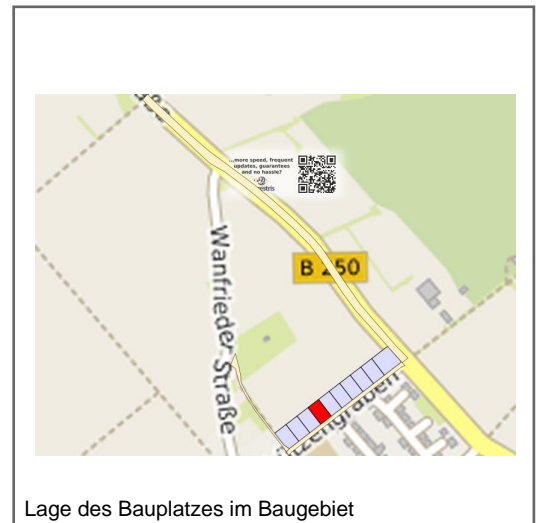 ...more speed, frequent
updates, guarantees
and no hassle?
Wanfrieder Straße
B 250
Lage des Bauplatzes im Baugebiet